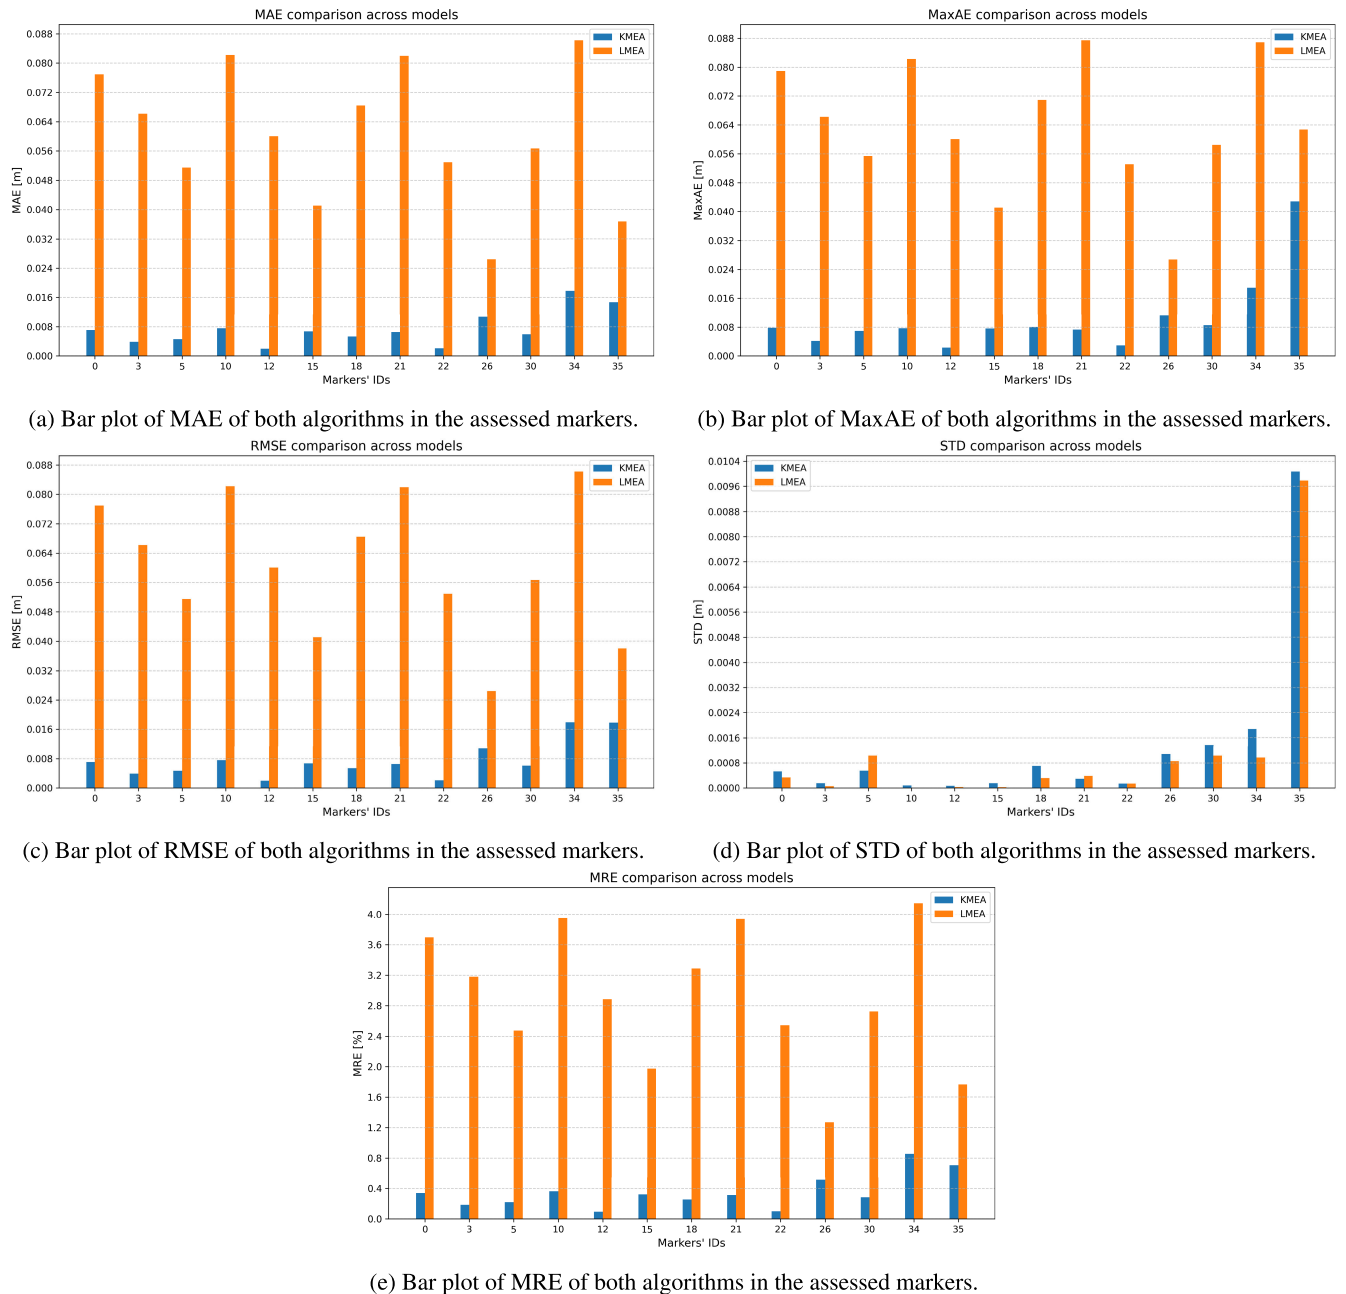 MAE comparison across models
KMEA
LMEA
MAE [m]
0.088
0.080
0.072
0.064
0.056
0.048
0.040
0.032
0.024
0.016
0.008
0.000
0 3 5 10 12 15 18 21 22 26 30 34 35
Markers' IDs
(a) Bar plot of MAE of both algorithms in the assessed markers.
MaxAE comparison across models
KMEA
LMEA
MaxAE [m]
0.088
0.080
0.072
0.064
0.056
0.048
0.040
0.032
0.024
0.016
0.008
0.000
0 3 5 10 12 15 18 21 22 26 30 34 35
Markers' IDs
(b) Bar plot of MaxAE of both algorithms in the assessed markers.
RMSE comparison across models
KMEA
LMEA
RMSE [m]
0.088
0.080
0.072
0.064
0.056
0.048
0.040
0.032
0.024
0.016
0.008
0.000
0 3 5 10 12 15 18 21 22 26 30 34 35
Markers' IDs
(c) Bar plot of RMSE of both algorithms in the assessed markers.
STD comparison across models
KMEA
LMEA
STD [m]
0.0104
0.0096
0.0088
0.0080
0.0072
0.0064
0.0056
0.0048
0.0040
0.0032
0.0024
0.0016
0.0008
0.0000
0 3 5 10 12 15 18 21 22 26 30 34 35
Markers' IDs
(d) Bar plot of STD of both algorithms in the assessed markers.
MRE comparison across models
KMEA
LMEA
MRE [%]
4.0
3.6
3.2
2.8
2.4
2.0
1.6
1.2
0.8
0.4
0.0
0 3 5 10 12 15 18 21 22 26 30 34 35
Markers' IDs
(e) Bar plot of MRE of both algorithms in the assessed markers.